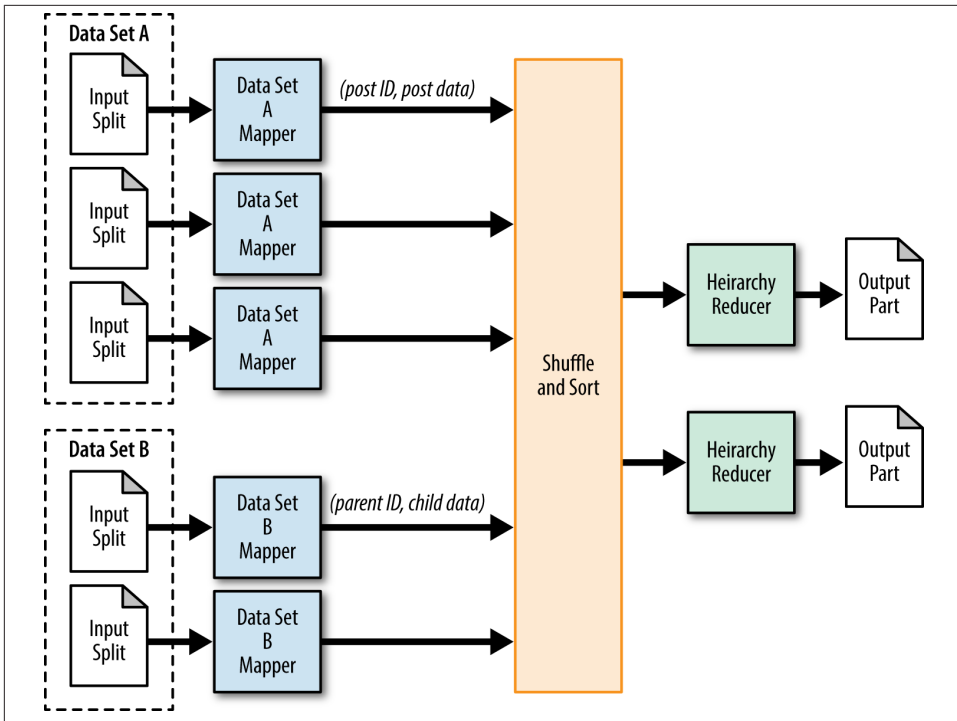 Data Set A
Input
Split
Data Set
A
Mapper
(post ID, post data)
Input
Split
Data Set
A
Mapper
Input
Split
Data Set
A
Mapper
Shuffle
and Sort
Heirarchy
Reducer
Output
Part
Heirarchy
Reducer
Output
Part
Data Set B
Input
Split
Data Set
B
Mapper
(parent ID, child data)
Input
Split
Data Set
B
Mapper